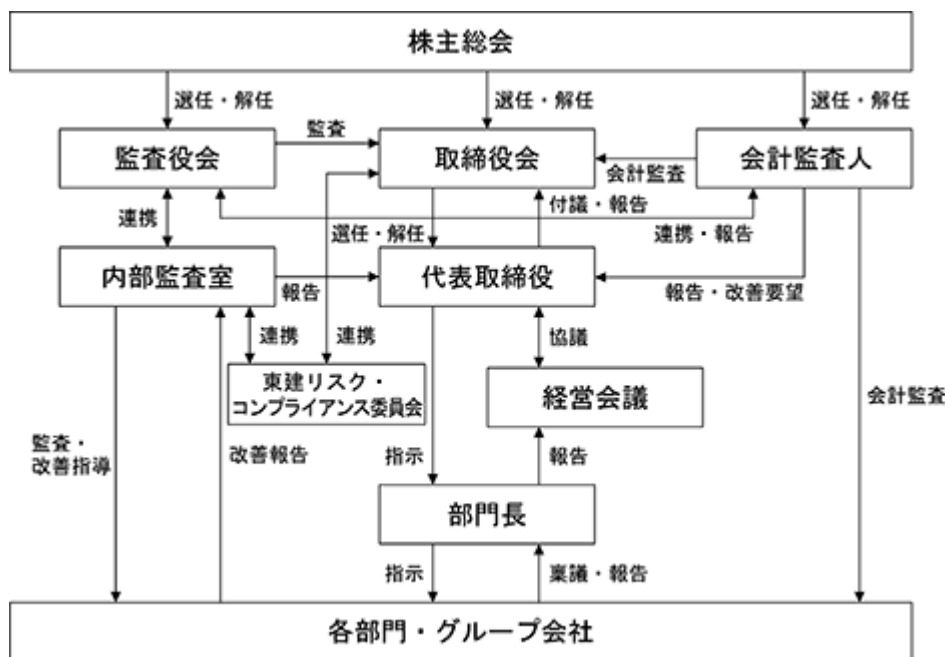 株主総会
選任・解任
選任・解任
選任・解任
監査
監査役会
取締役会
会計監査人
会計監査
付議・報告
連携
選任・解任
連携・報告
内部監査室
代表取締役
報告
報告・改善要望
連携
連携
協議
東建リスク・
コンプライアンス委員会
経営会議
会計監査
監査・
改善指導
改善報告
指示
報告
部門長
指示
稟議・報告
各部門・グループ会社